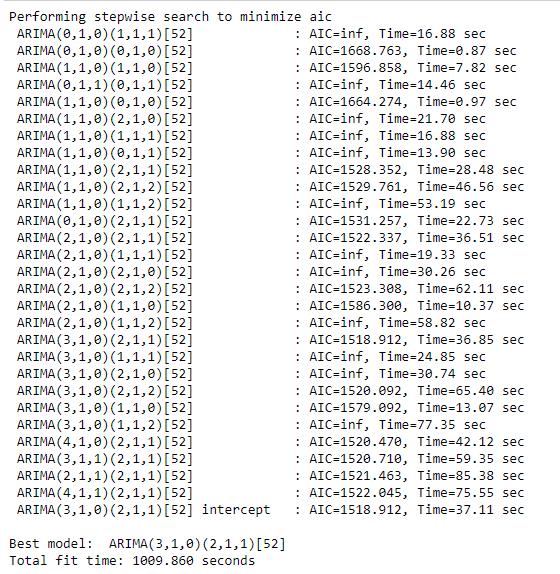 Performing stepwise search to minimize aic
ARIMA(0,1,0)(1,1,1)[52]             : AIC=inf, Time=16.88 sec
ARIMA(0,1,0)(0,1,0)[52]             : AIC=1668.763, Time=0.87 sec
ARIMA(1,1,0)(1,1,0)[52]             : AIC=1596.858, Time=7.82 sec
ARIMA(0,1,1)(0,1,1)[52]             : AIC=inf, Time=14.46 sec
ARIMA(1,1,0)(0,1,0)[52]             : AIC=1664.274, Time=0.97 sec
ARIMA(1,1,0)(2,1,0)[52]             : AIC=inf, Time=21.70 sec
ARIMA(1,1,0)(1,1,1)[52]             : AIC=inf, Time=16.88 sec
ARIMA(1,1,0)(0,1,1)[52]             : AIC=inf, Time=13.90 sec
ARIMA(1,1,0)(2,1,1)[52]             : AIC=1528.352, Time=28.48 sec
ARIMA(1,1,0)(2,1,2)[52]             : AIC=1529.761, Time=46.56 sec
ARIMA(1,1,0)(1,1,2)[52]             : AIC=inf, Time=53.19 sec
ARIMA(0,1,0)(2,1,1)[52]             : AIC=1531.257, Time=22.73 sec
ARIMA(2,1,0)(2,1,1)[52]             : AIC=1522.337, Time=36.51 sec
ARIMA(2,1,0)(1,1,1)[52]             : AIC=inf, Time=19.33 sec
ARIMA(2,1,0)(2,1,0)[52]             : AIC=inf, Time=30.26 sec
ARIMA(2,1,0)(2,1,2)[52]             : AIC=1523.308, Time=62.11 sec
ARIMA(2,1,0)(1,1,0)[52]             : AIC=1586.300, Time=10.37 sec
ARIMA(2,1,0)(1,1,2)[52]             : AIC=inf, Time=58.82 sec
ARIMA(3,1,0)(2,1,1)[52]             : AIC=1518.912, Time=36.85 sec
ARIMA(3,1,0)(1,1,1)[52]             : AIC=inf, Time=24.85 sec
ARIMA(3,1,0)(2,1,0)[52]             : AIC=inf, Time=30.74 sec
ARIMA(3,1,0)(2,1,2)[52]             : AIC=1520.092, Time=65.40 sec
ARIMA(3,1,0)(1,1,0)[52]             : AIC=1579.092, Time=13.07 sec
ARIMA(3,1,0)(1,1,2)[52]             : AIC=inf, Time=77.35 sec
ARIMA(4,1,0)(2,1,1)[52]             : AIC=1520.470, Time=42.12 sec
ARIMA(3,1,1)(2,1,1)[52]             : AIC=1520.710, Time=59.35 sec
ARIMA(2,1,1)(2,1,1)[52]             : AIC=1521.463, Time=85.38 sec
ARIMA(4,1,1)(2,1,1)[52]             : AIC=1522.045, Time=75.55 sec
ARIMA(3,1,0)(2,1,1)[52] intercept   : AIC=1518.912, Time=37.11 sec
Best model:  ARIMA(3,1,0)(2,1,1)[52]
Total fit time: 1009.860 seconds